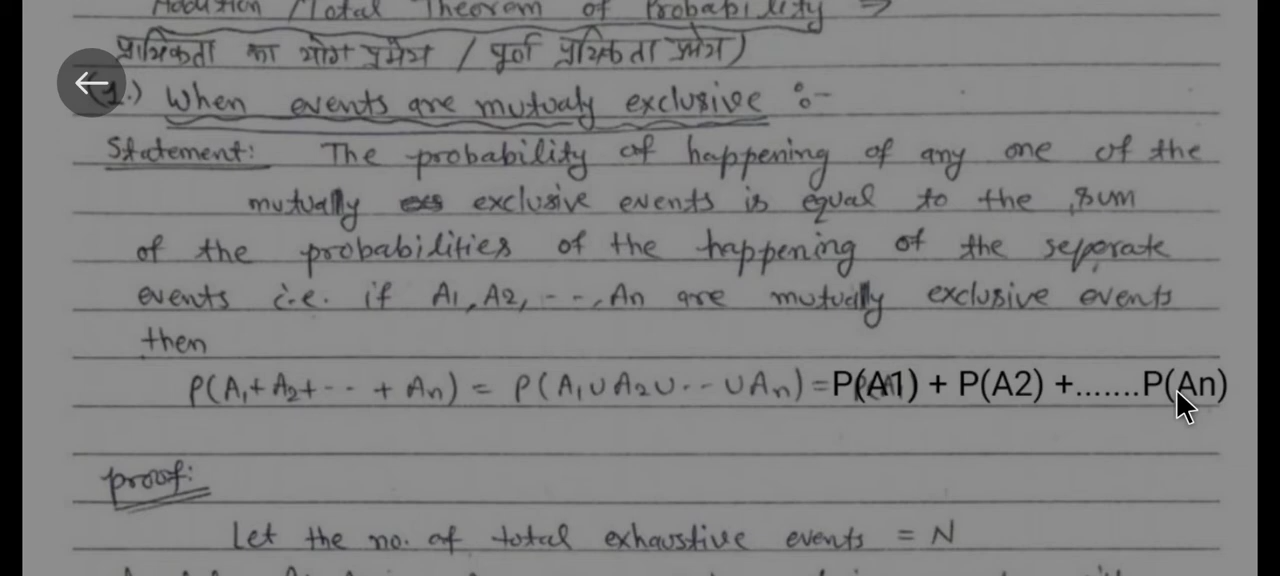 Addition /Total Theorem of Probability ⇒
प्रायिकता का योग प्रमेय / पूर्ण प्रायिकता प्रमेय)
(1.) When events are mutualy exclusive :-
Statement: The probability of happening of any one of the
mutually exclusive events is equal to the sum
of the probabilities of the happening of the seperate
events i.e. if A1, A2, ---, An are mutually exclusive events
then
P(A1+A2+--- + An) = P(A1∪A2∪---∪An) =P(A1) + P(A2) +.......P(An)
proof:
Let the no. of total exhaustive events = N